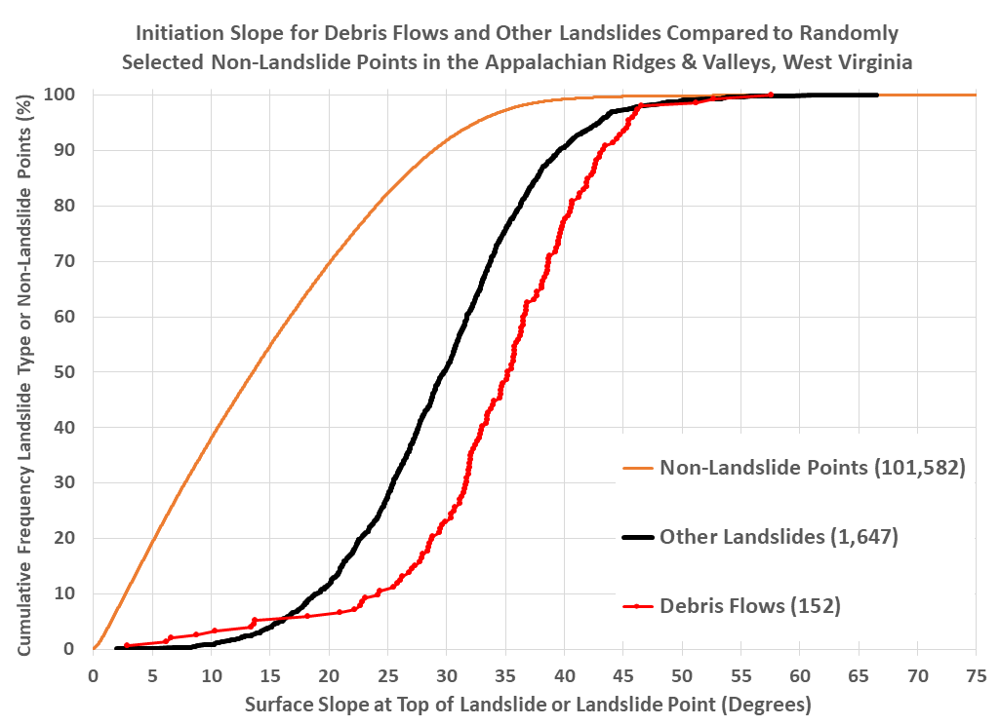 Initiation Slope for Debris Flows and Other Landslides Compared to Randomly
Selected Non-Landslide Points in the Appalachian Ridges & Valleys, West Virginia
Cumulative Frequency Landslide Type or Non-Landslide Points (%)
100
90
80
70
60
50
40
30
20
10
0
Non-Landslide Points (101,582)
Other Landslides (1,647)
Debris Flows (152)
0 5 10 15 20 25 30 35 40 45 50 55 60 65 70 75
Surface Slope at Top of Landslide or Landslide Point (Degrees)